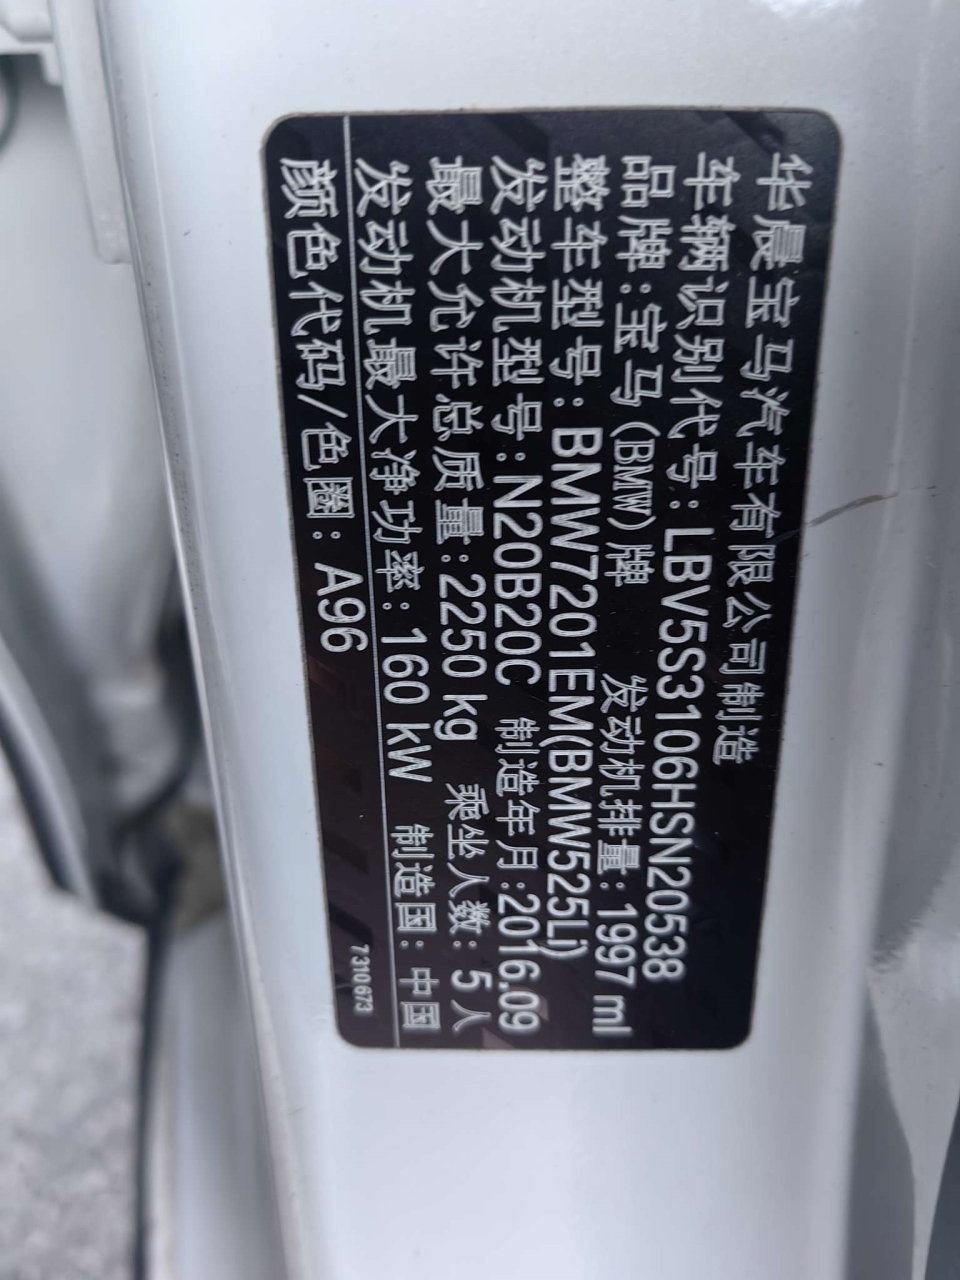 华晨宝马汽车有限公司制造
车辆识别代号：LBV5S3106HSN20538
品牌：宝马(BMW)牌 发动机排量：1997 ml
整车型号：BMW7201EM(BMW525Li)
发动机型号：N20B20C 制造年月：2016.09
最大允许总质量：2250 kg 乘坐人数：5人
发动机最大净功率：160 kW 制造国：中国
颜色代码/色圈：A96
7310673